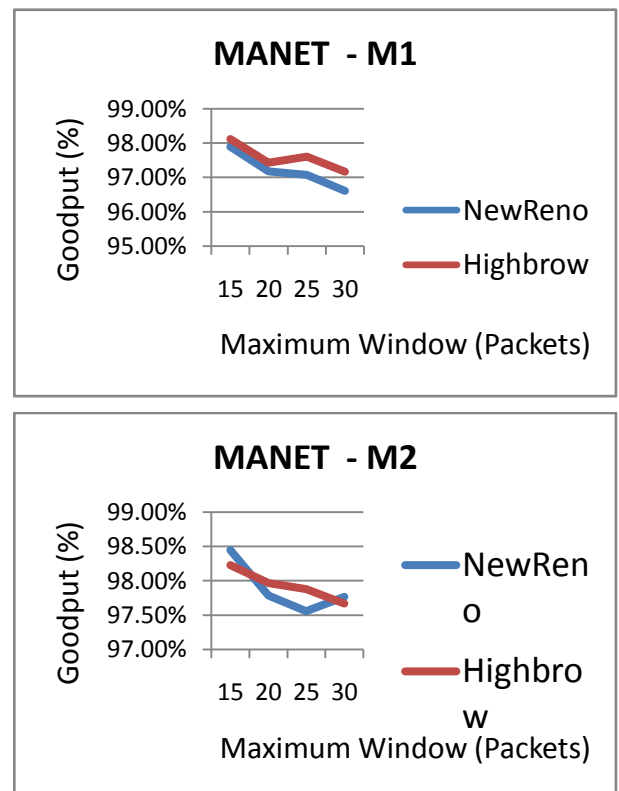 MANET - M1
99.00%
98.00%
97.00%
96.00%
95.00%
Goodput (%)
15 20 25 30
NewReno
Highbrow
Maximum Window (Packets)
MANET - M2
99.00%
98.50%
98.00%
97.50%
97.00%
Goodput (%)
15 20 25 30
NewRen
o
Highbro
w
Maximum Window (Packets)